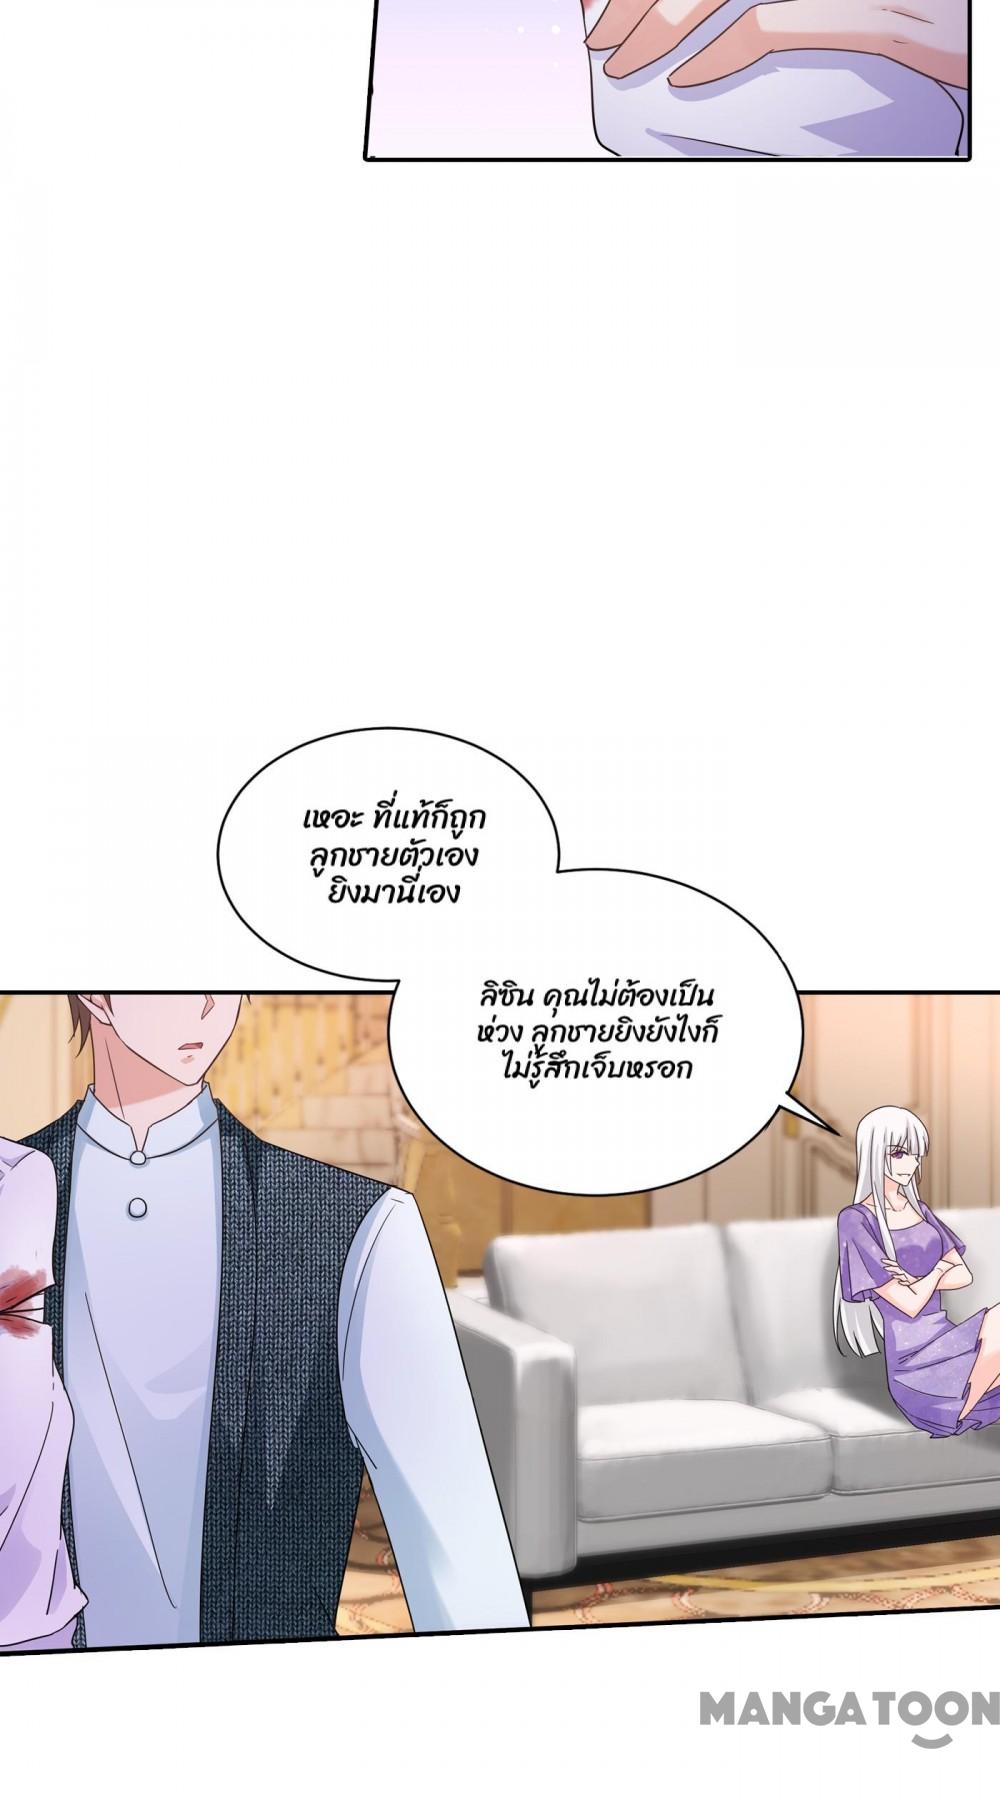 เหอะ ที่แท้ก็ถูก
ลูกชายตัวเอง
ยิงมานี่เอง
ลิซิน คุณไม่ต้องเป็น
ห่วง ลูกชายยิงยังไงก็
ไม่รู้สึกเจ็บหรอก
MANGATOON